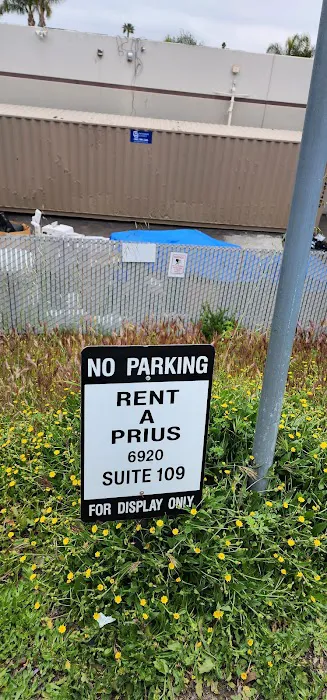 NO PARKING
RENT
A
PRIUS
6920
SUITE 109
FOR DISPLAY ONLY